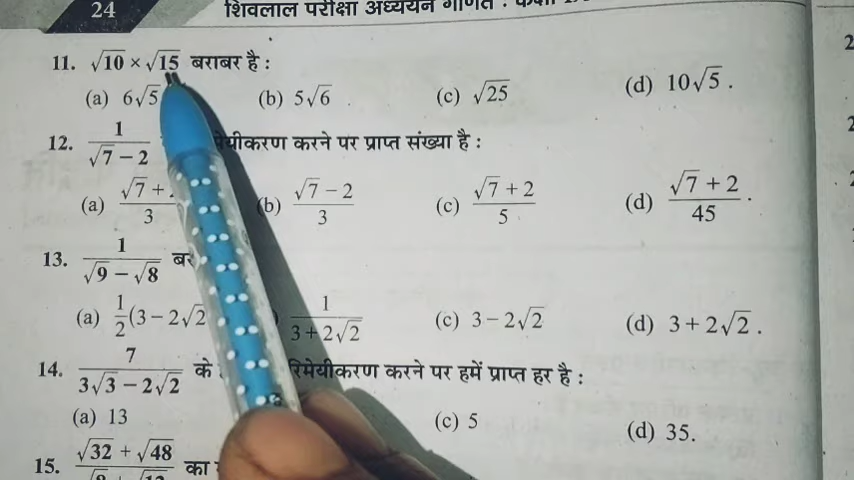 24 शिवलाल परीक्षा अध्ययन गणित :
11. √10 × √15 बराबर है :
(a) 6√5 (b) 5√6 (c) √25 (d) 10√5 .
12. 1/(√7 − 2) करने पर प्राप्त संख्या है :
(a) (√7 + )/3 (b) (√7 − 2)/3 (c) (√7 + 2)/5 (d) (√7 + 2)/45 .
13. 1/(√9 − √8)
(a) 1/2(3 − 2√2 1/(3 + 2√2) (c) 3 − 2√2 (d) 3 + 2√2 .
14. 7/(3√3 − 2√2) के करने पर हमें प्राप्त हर है :
(a) 13 (c) 5 (d) 35.
15. √32 + √48 का